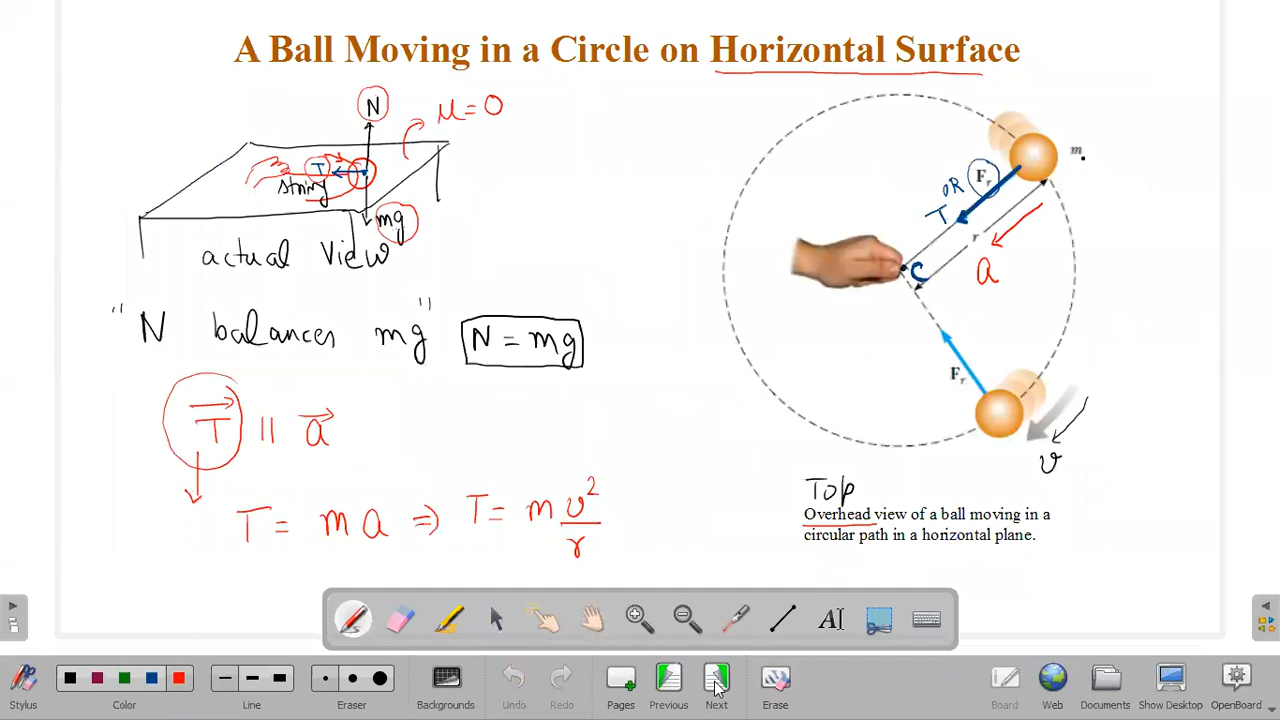 A Ball Moving in a Circle on Horizontal Surface
N
μ = 0
T
string
mg
actual View
"N balances mg" N = mg
T || a
T = ma ⇒ T = m v²/r
m
T OR Fr
r
a
C
Fr
v
Top
Overhead view of a ball moving in a
circular path in a horizontal plane.
Stylus
Color
Line
Eraser
Backgrounds
Undo
Redo
Pages
Previous
Next
Erase
Board
Web
Documents
Show Desktop
OpenBoard